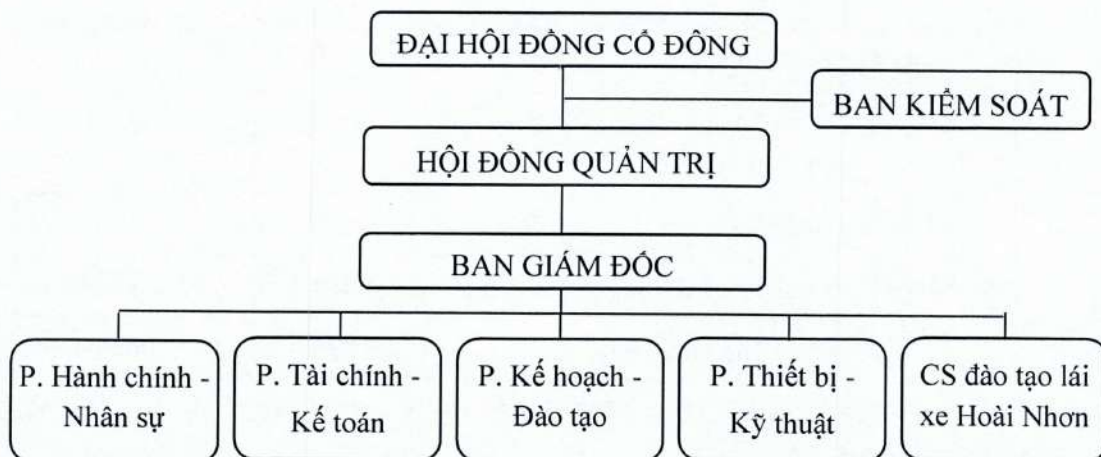 ĐẠI HỘI ĐỒNG CỔ ĐÔNG
BAN KIỂM SOÁT
HỘI ĐỒNG QUẢN TRỊ
BAN GIÁM ĐỐC
P. Hành chính -
Nhân sự
P. Tài chính -
Kế toán
P. Kế hoạch -
Đào tạo
P. Thiết bị -
Kỹ thuật
CS đào tạo lái
xe Hoài Nhơn